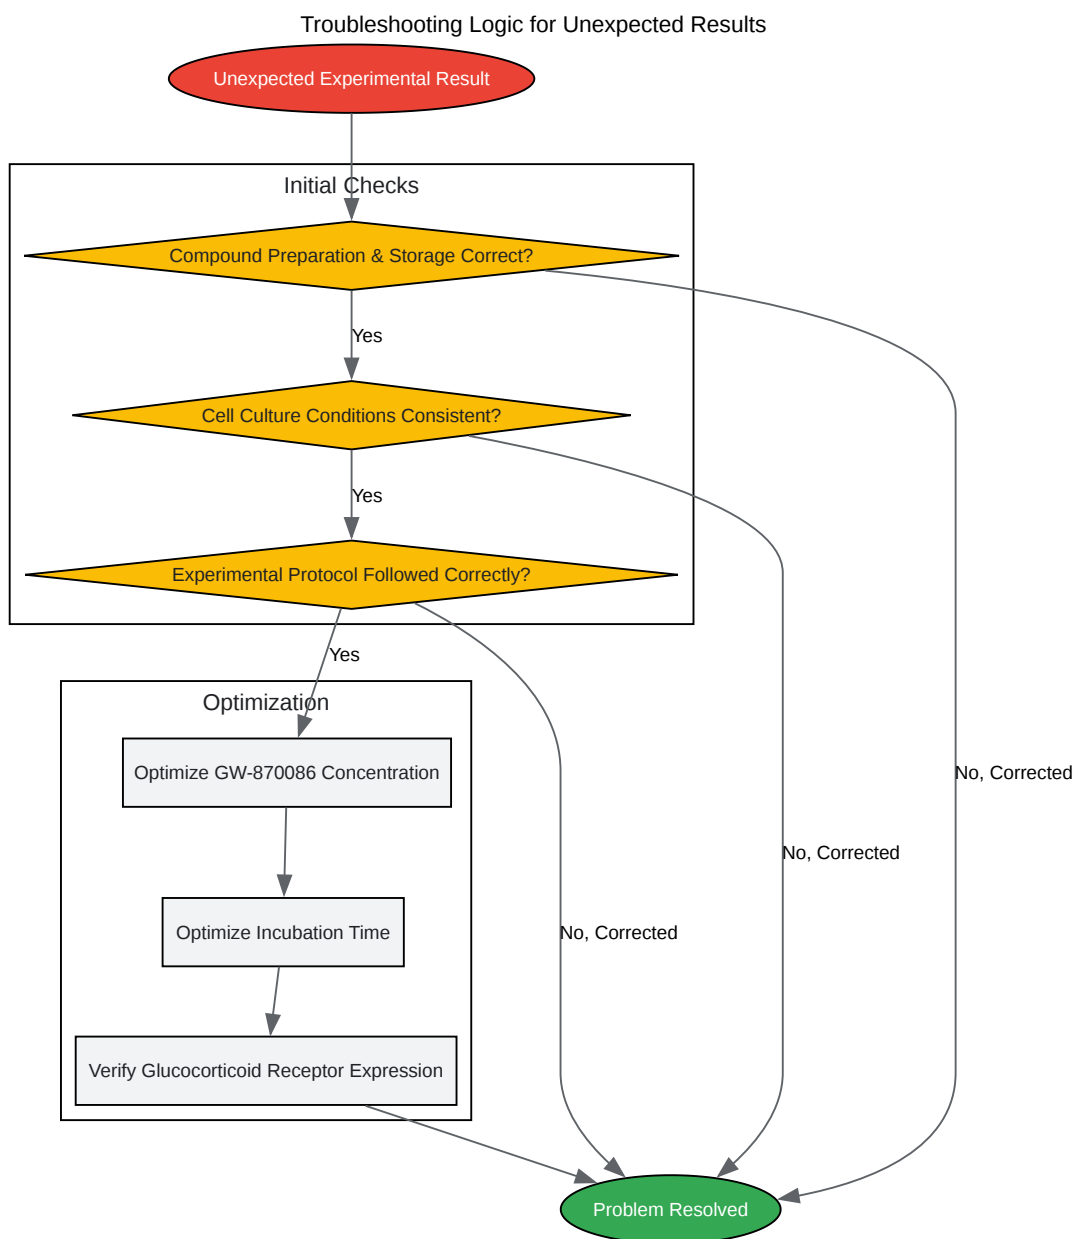 Troubleshooting Logic for Unexpected Results
Unexpected Experimental Result
Initial Checks
Compound Preparation & Storage Correct?
Yes
Cell Culture Conditions Consistent?
Yes
Experimental Protocol Followed Correctly?
Yes
Optimization
Optimize GW-870086 Concentration
No, Corrected
No, Corrected
Optimize Incubation Time
No, Corrected
Verify Glucocorticoid Receptor Expression
Problem Resolved